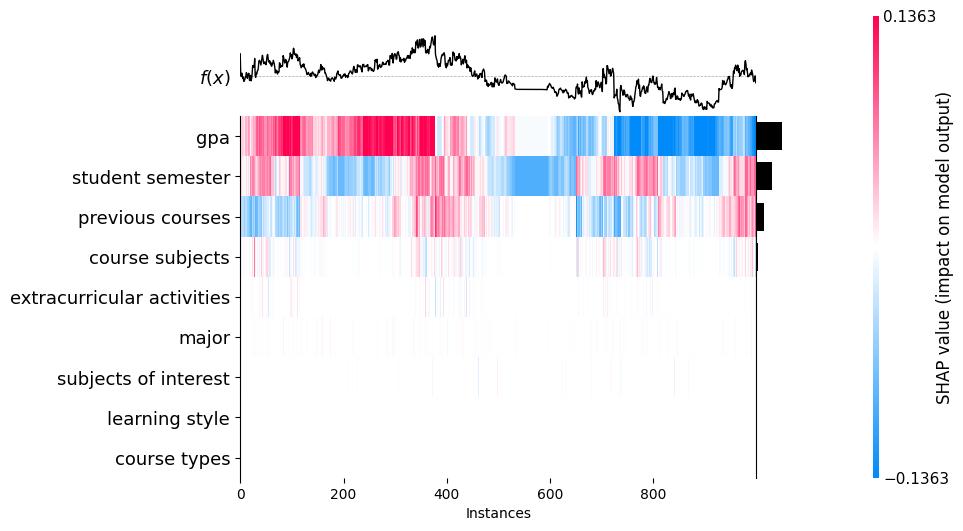 0.1363
f(x)
gpa
student semester
previous courses
course subjects
extracurricular activities
major
subjects of interest
learning style
course types
0 200 400 600 800
Instances
SHAP value (impact on model output)
−0.1363